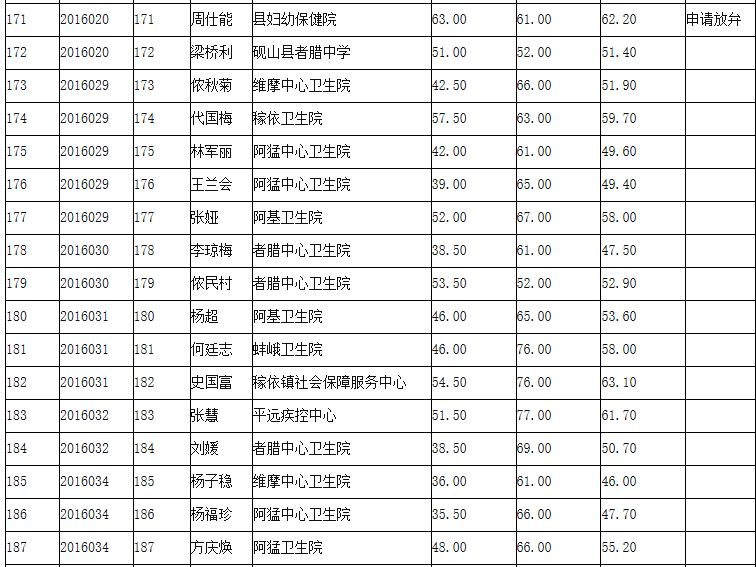 171 2016020 171 周仕能 县妇幼保健院 63.00 61.00 62.20 申请放弃
172 2016020 172 梁桥利 砚山县者腊中学 51.00 52.00 51.40
173 2016029 173 侬秋菊 维摩中心卫生院 42.50 66.00 51.90
174 2016029 174 代国梅 稼依卫生院 57.50 63.00 59.70
175 2016029 175 林军丽 阿猛中心卫生院 42.00 61.00 49.60
176 2016029 176 王兰会 阿猛中心卫生院 39.00 65.00 49.40
177 2016029 177 张娅 阿基卫生院 52.00 67.00 58.00
178 2016030 178 李琼梅 者腊中心卫生院 38.50 61.00 47.50
179 2016030 179 侬民村 者腊中心卫生院 53.50 52.00 52.90
180 2016031 180 杨超 阿基卫生院 46.00 65.00 53.60
181 2016031 181 何廷志 蚌峨卫生院 46.00 76.00 58.00
182 2016031 182 史国富 稼依镇社会保障服务中心 54.50 76.00 63.10
183 2016032 183 张慧 平远疾控中心 51.50 77.00 61.70
184 2016032 184 刘媛 者腊中心卫生院 38.50 69.00 50.70
185 2016034 185 杨子稳 维摩中心卫生院 36.00 61.00 46.00
186 2016034 186 杨福珍 阿猛中心卫生院 35.50 66.00 47.70
187 2016034 187 方庆焕 阿猛卫生院 48.00 66.00 55.20